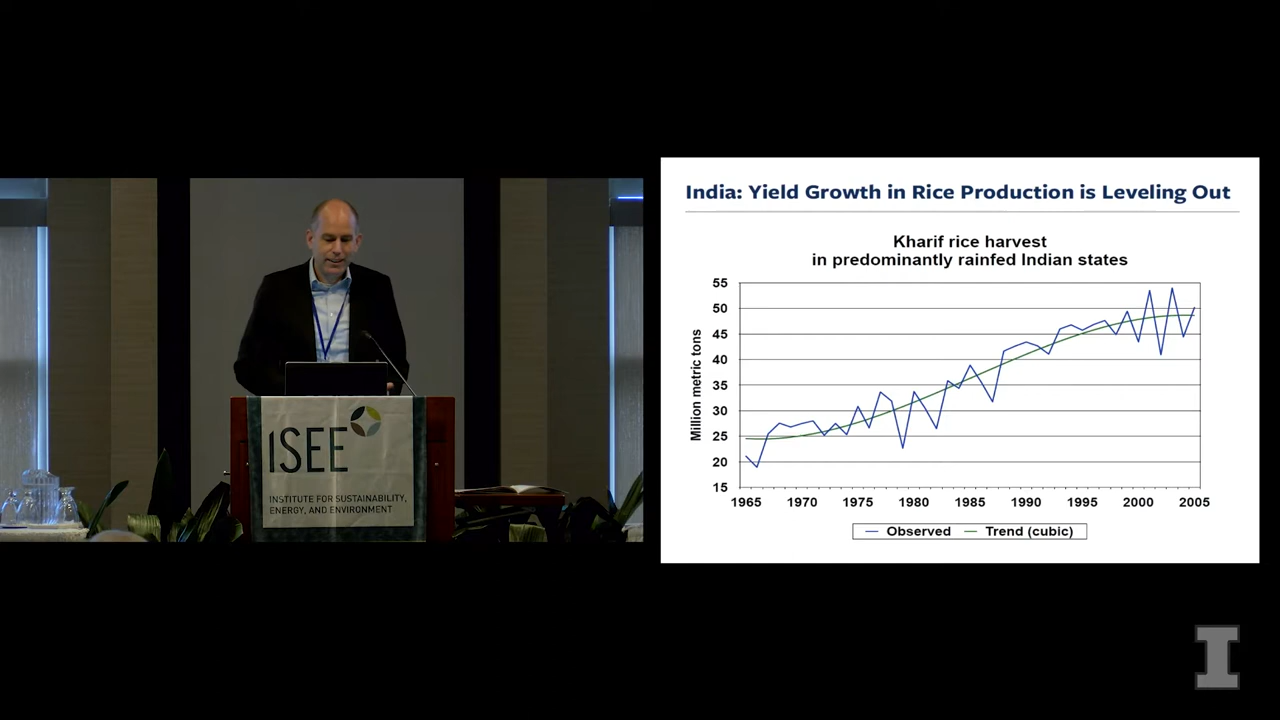 ISEE
INSTITUTE FOR SUSTAINABILITY,
ENERGY, AND ENVIRONMENT
India: Yield Growth in Rice Production is Leveling Out
Kharif rice harvest
in predominantly rainfed Indian states
Million metric tons
55
50
45
40
35
30
25
20
15
1965 1970 1975 1980 1985 1990 1995 2000 2005
Observed Trend (cubic)
I